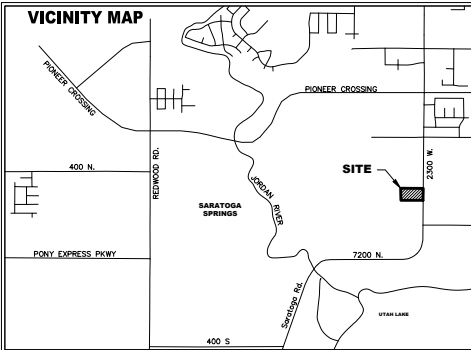 VICINITY MAP
PIONEER CROSSING
PIONEER CROSSING
2300 W.
400 N.
REDWOOD RD.
SITE
JORDAN RIVER
SARATOGA
SPRINGS
PONY EXPRESS PKWY
7200 N.
Saratoga Rd.
UTAH LAKE
400 S